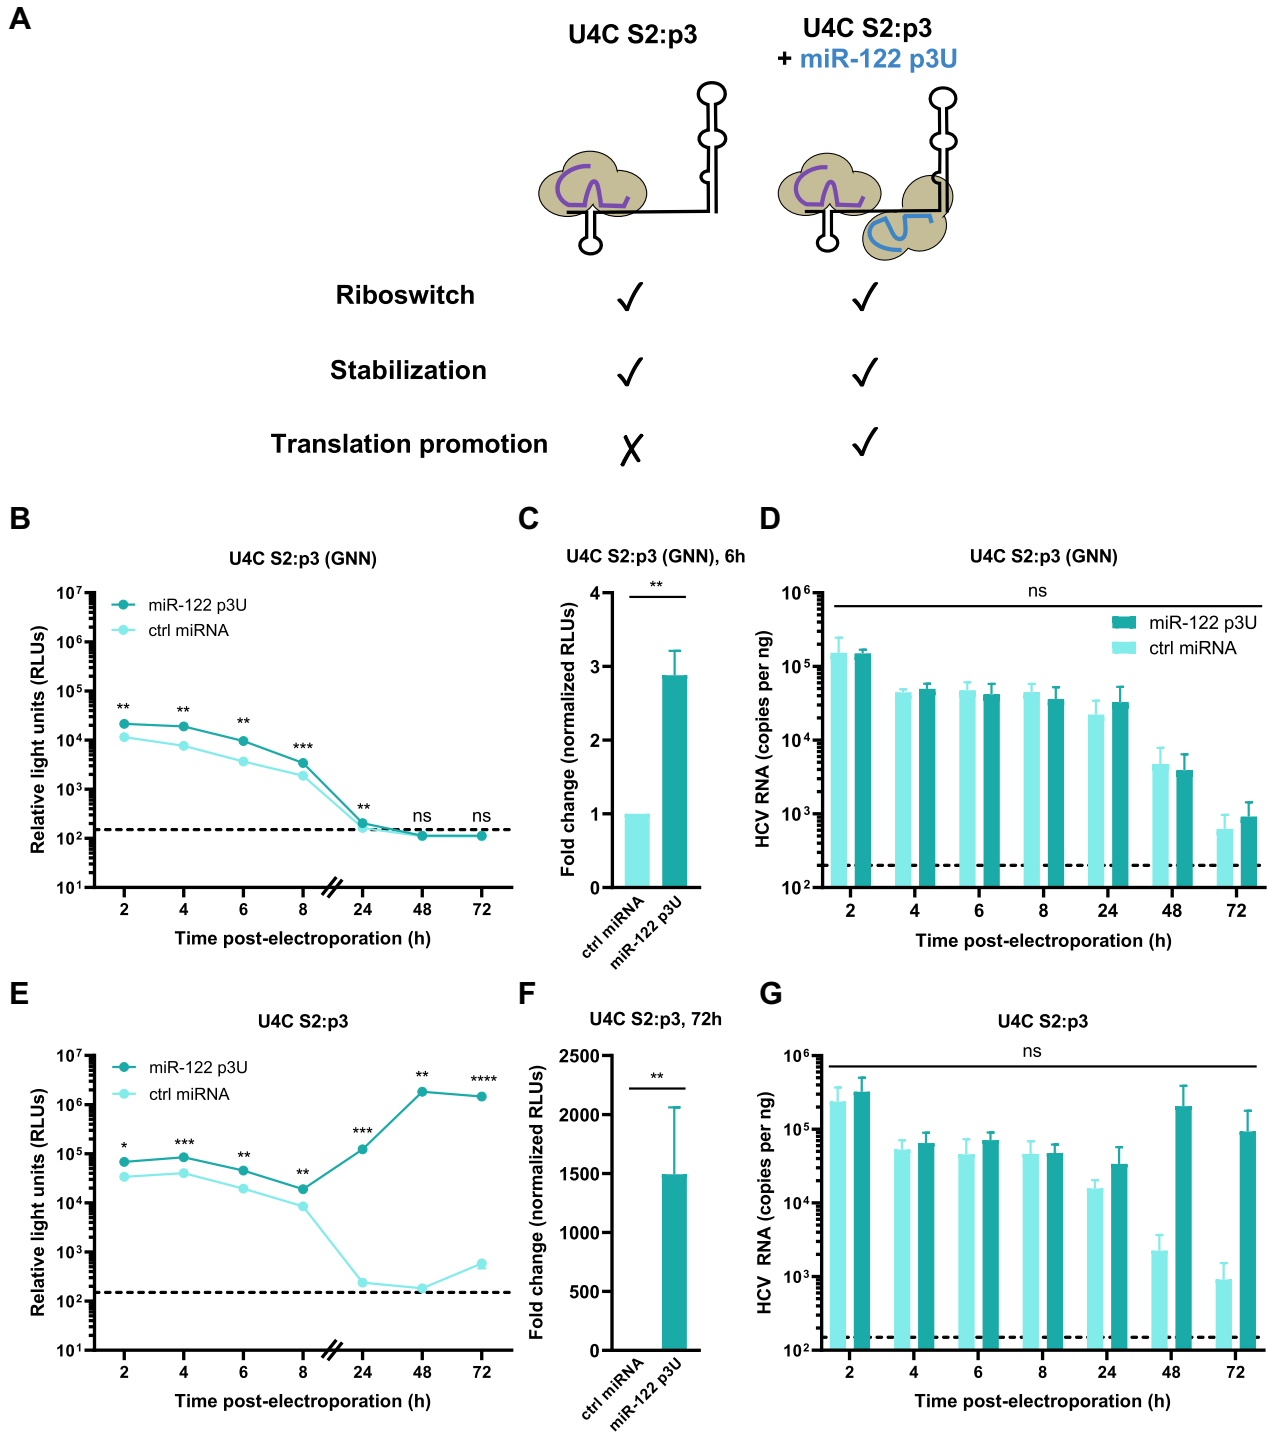 A
U4C S2:p3
U4C S2:p3
+ miR-122 p3U
Riboswitch
Stabilization
Translation promotion
B
U4C S2:p3 (GNN)
Relative light units (RLUs)
10⁷
10⁶
10⁵
10⁴
10³
10²
10¹
miR-122 p3U
ctrl miRNA
**
**
**
***
**
ns
ns
2 4 6 8 24 48 72
Time post-electroporation (h)
C
U4C S2:p3 (GNN), 6h
Fold change (normalized RLUs)
4
3
2
1
0
**
ctrl miRNA
miR-122 p3U
D
U4C S2:p3 (GNN)
HCV RNA (copies per ng)
10⁶
10⁵
10⁴
10³
10²
ns
miR-122 p3U
ctrl miRNA
2 4 6 8 24 48 72
Time post-electroporation (h)
E
U4C S2:p3
Relative light units (RLUs)
10⁷
10⁶
10⁵
10⁴
10³
10²
10¹
miR-122 p3U
ctrl miRNA
*
***
**
**
***
**
****
2 4 6 8 24 48 72
Time post-electroporation (h)
F
U4C S2:p3, 72h
Fold change (normalized RLUs)
2500
2000
1500
1000
500
0
**
ctrl miRNA
miR-122 p3U
G
U4C S2:p3
HCV RNA (copies per ng)
10⁶
10⁵
10⁴
10³
10²
ns
2 4 6 8 24 48 72
Time post-electroporation (h)